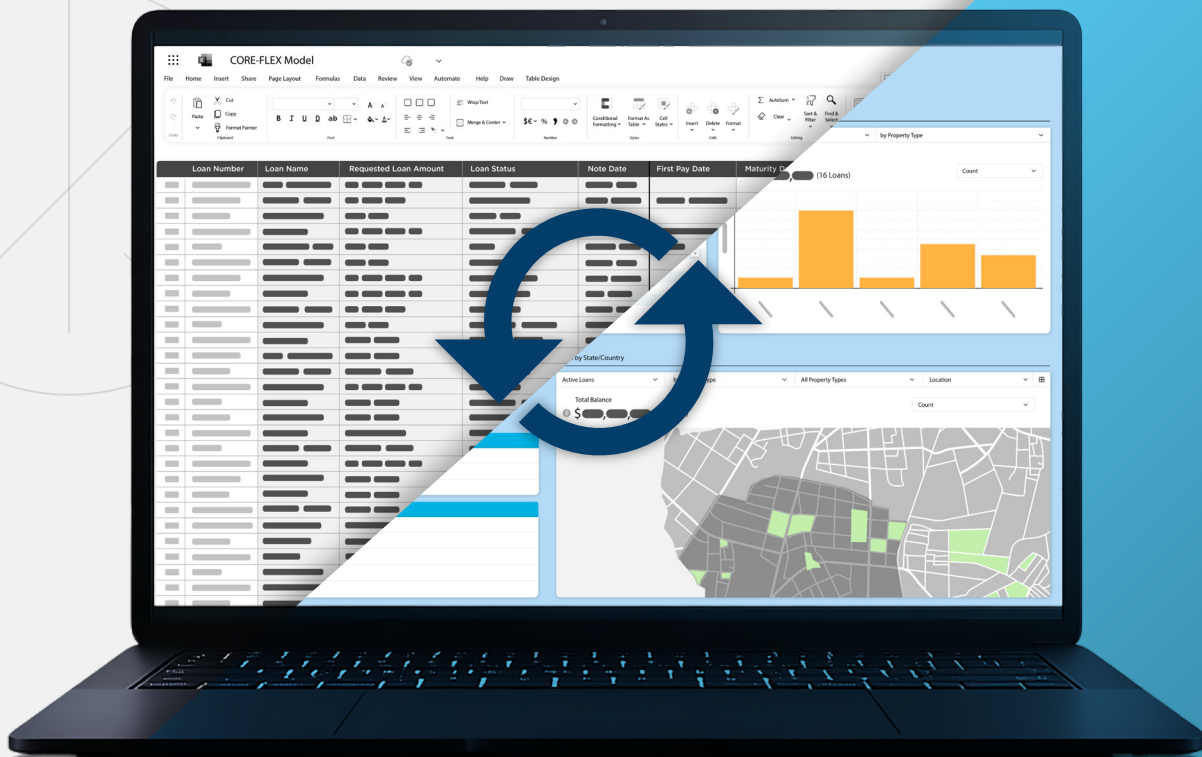 CORE-FLEX Model
File Home Insert Share Page Layout Formulas Data Review View Automate Help Draw Table Design
Cut
Copy
Paste
Format Painter
Undo
Clipboard
B I U D ab
Font
Wrap Text
Merge & Center
Font
$€ %
Number
Conditional Formatting
Format As Table
Cell Styles
Styles
Insert Delete Format
Cells
AutoSum
Clear
Sort & Filter
Find & Select
Editing
by Property Type
Loan Number Loan Name Requested Loan Amount Loan Status Note Date First Pay Date Maturity D
(16 Loans)
Count
by State/Country
Active Loans
All Property Types
Location
Total Balance
$
Count